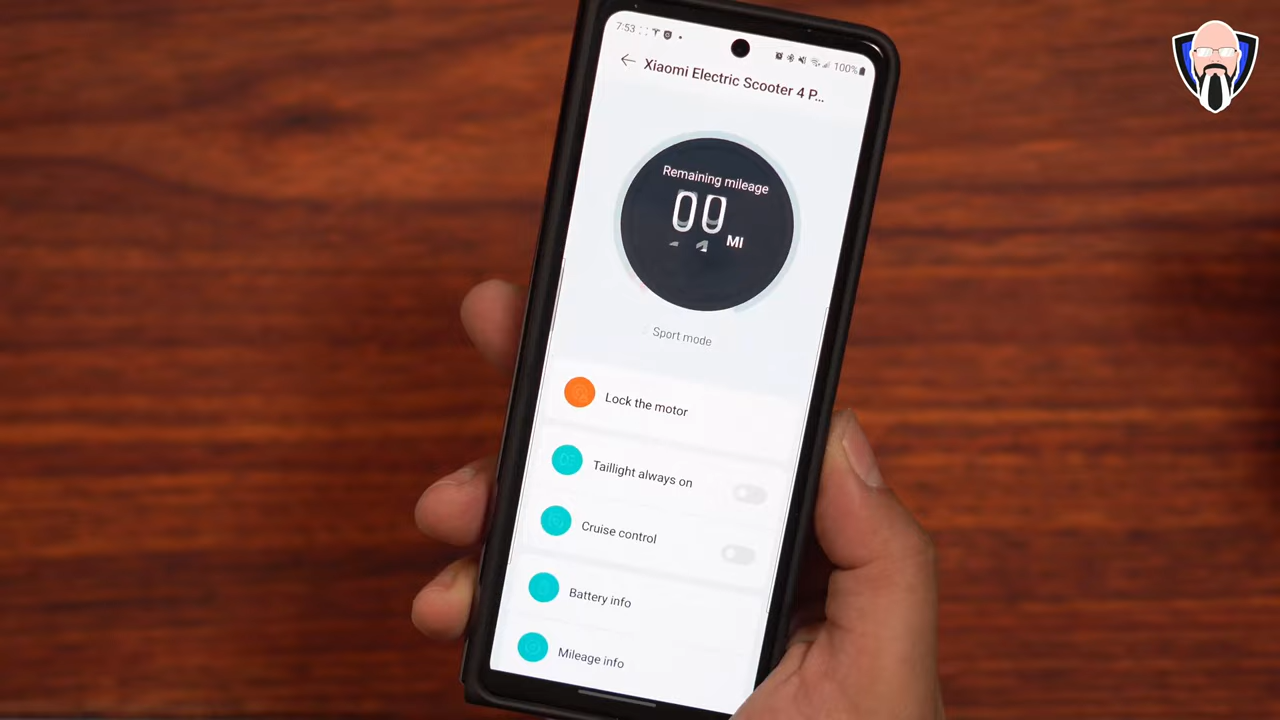 7:53
100%
Xiaomi Electric Scooter 4 P...
Remaining mileage
00 MI
Sport mode
Lock the motor
Taillight always on
Cruise control
Battery info
Mileage info